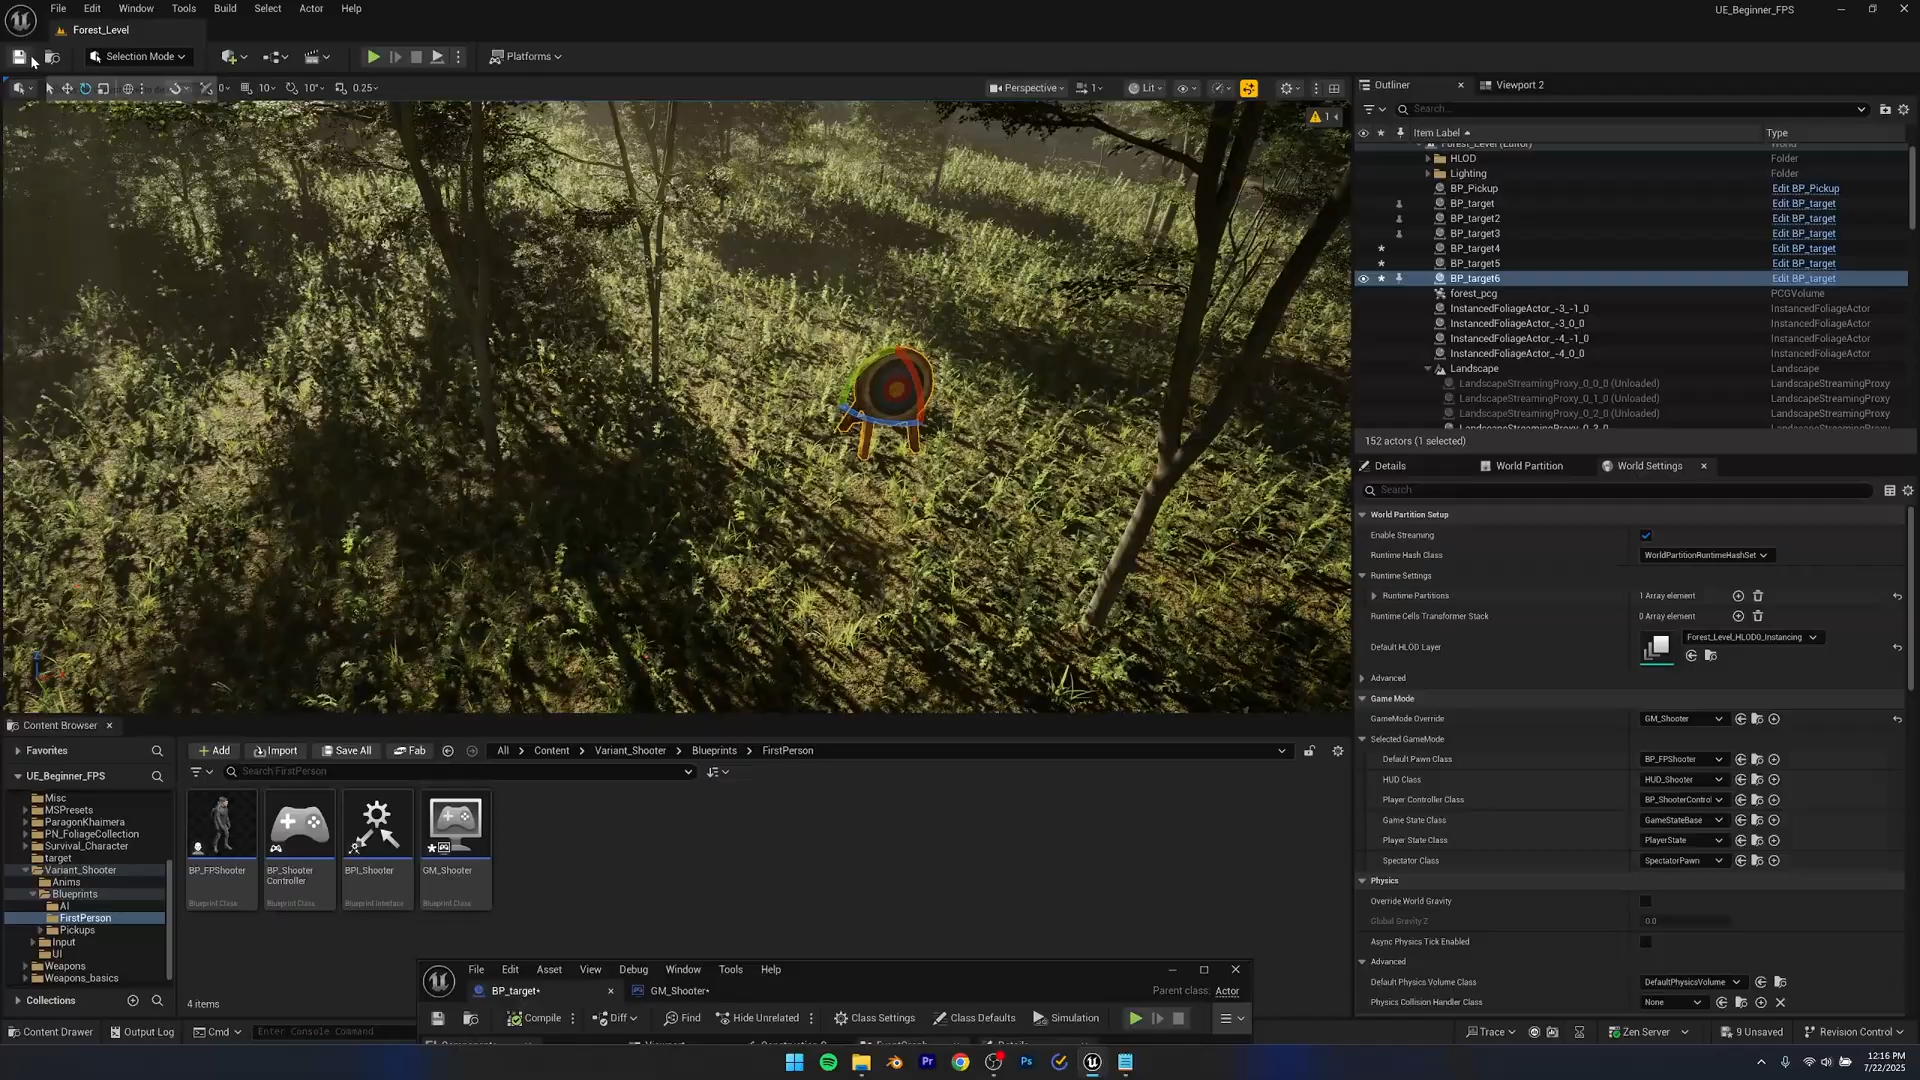 File Edit Window Tools Build Select Actor Help
UE_Beginner_FPS
Forest_Level
Selection Mode
Platforms
0 10 10° 0.25
Perspective 1 Lit
1
Outliner
Viewport 2
Search...
Item Label Type
Forest_Level (Editor) World
HLOD Folder
Lighting Folder
BP_Pickup Edit BP_Pickup
BP_target Edit BP_target
BP_target2 Edit BP_target
BP_target3 Edit BP_target
BP_target4 Edit BP_target
BP_target5 Edit BP_target
BP_target6 Edit BP_target
forest_pcg PCGVolume
InstancedFoliageActor_-3_-1_0 InstancedFoliageActor
InstancedFoliageActor_-3_0_0 InstancedFoliageActor
InstancedFoliageActor_-4_-1_0 InstancedFoliageActor
InstancedFoliageActor_-4_0_0 InstancedFoliageActor
Landscape Landscape
LandscapeStreamingProxy_0_0_0 (Unloaded) LandscapeStreamingProxy
LandscapeStreamingProxy_0_1_0 (Unloaded) LandscapeStreamingProxy
LandscapeStreamingProxy_0_2_0 (Unloaded) LandscapeStreamingProxy
152 actors (1 selected)
Details World Partition World Settings
Search
World Partition Setup
Enable Streaming
Runtime Hash Class WorldPartitionRuntimeHashSet
Runtime Settings
Runtime Partitions 1 Array element
Runtime Cells Transformer Stack 0 Array element
Default HLOD Layer Forest_Level_HLOD0_Instancing
Advanced
Game Mode
GameMode Override GM_Shooter
Selected GameMode
Default Pawn Class BP_FPShooter
HUD Class HUD_Shooter
Player Controller Class BP_ShooterControl
Game State Class GameStateBase
Player State Class PlayerState
Spectator Class SpectatorPawn
Physics
Override World Gravity
Global Gravity Z 0.0
Async Physics Tick Enabled
Advanced
Default Physics Volume Class DefaultPhysicsVolume
Physics Collision Handler Class None
Content Browser
Favorites
UE_Beginner_FPS
Misc
MSPresets
ParagonKhaimera
PN_FoliageCollection
Survival_Character
target
Variant_Shooter
Anims
Blueprints
AI
FirstPerson
Pickups
Input
UI
Weapons
Weapons_basics
Collections
Add Import Save All Fab
All Content Variant_Shooter Blueprints FirstPerson
Search FirstPerson
BP_FPShooter
Blueprint Class
BP_Shooter
Controller
Blueprint Class
BPI_Shooter
Blueprint Interface
GM_Shooter
Blueprint Class
4 items
File Edit Asset View Debug Window Tools Help
BP_target* GM_Shooter*
Parent class: Actor
Compile Diff Find Hide Unrelated Class Settings Class Defaults Simulation
Content Drawer Output Log Cmd Enter Console Command
Trace Zen Server 9 Unsaved Revision Control
Pr Ps
12:16 PM
7/22/2025